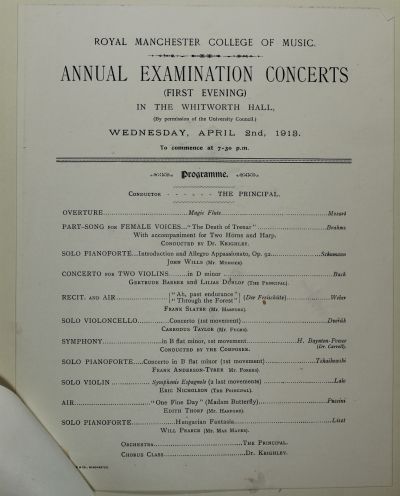 ROYAL MANCHESTER COLLEGE OF MUSIC.
ANNUAL EXAMINATION CONCERTS
(FIRST EVENING)
IN THE WHITWORTH HALL,
(By permission of the University Council.)
WEDNESDAY, APRIL 2nd, 1913.
To commence at 7-30 p.m.
Programme.
CONDUCTOR - - - - - - THE PRINCIPAL.
OVERTURE Magic Flute Mozart
PART-SONG FOR FEMALE VOICES "The Death of Trenar" Brahms
With accompaniment for Two Horns and Harp.
CONDUCTED BY DR. KEIGHLEY.
SOLO PIANOFORTE Introduction and Allegro Appassionato, Op. 92 Schumann
JOHN WILLS (MR. MERRICK).
CONCERTO FOR TWO VIOLINS in D minor Bach
GERTRUDE BARKER and LILIAS DUNLOP (THE PRINCIPAL).
RECIT. AND AIR "Ah, past endurance" (Der Freischütz) Weber
"Through the Forest"
FRANK SLATER (MR. HARFORD).
SOLO VIOLONCELLO Concerto (1st movement) Dvořák
CARRODUS TAYLOR (MR. FUCHS).
SYMPHONY in B flat minor, 1st movement H. Baynton-Power
CONDUCTED BY THE COMPOSER. (Dr. Carroll).
SOLO PIANOFORTE Concerto in B flat minor (1st movement) Tchaikovski
FRANK ANDERSON-TYRER (MR. FORBES).
SOLO VIOLIN Symphonie Espagnole (2 last movements) Lalo
ERIC NICHOLSON (THE PRINCIPAL).
AIR "One Fine Day" (Madam Butterfly) Puccini
EDITH THORP (MR. HARFORD).
SOLO PIANOFORTE Hungarian Fantasia Liszt
WILL PEARCH (MR. MAX MAYER).
ORCHESTRA THE PRINCIPAL.
CHORUS CLASS DR. KEIGHLEY.